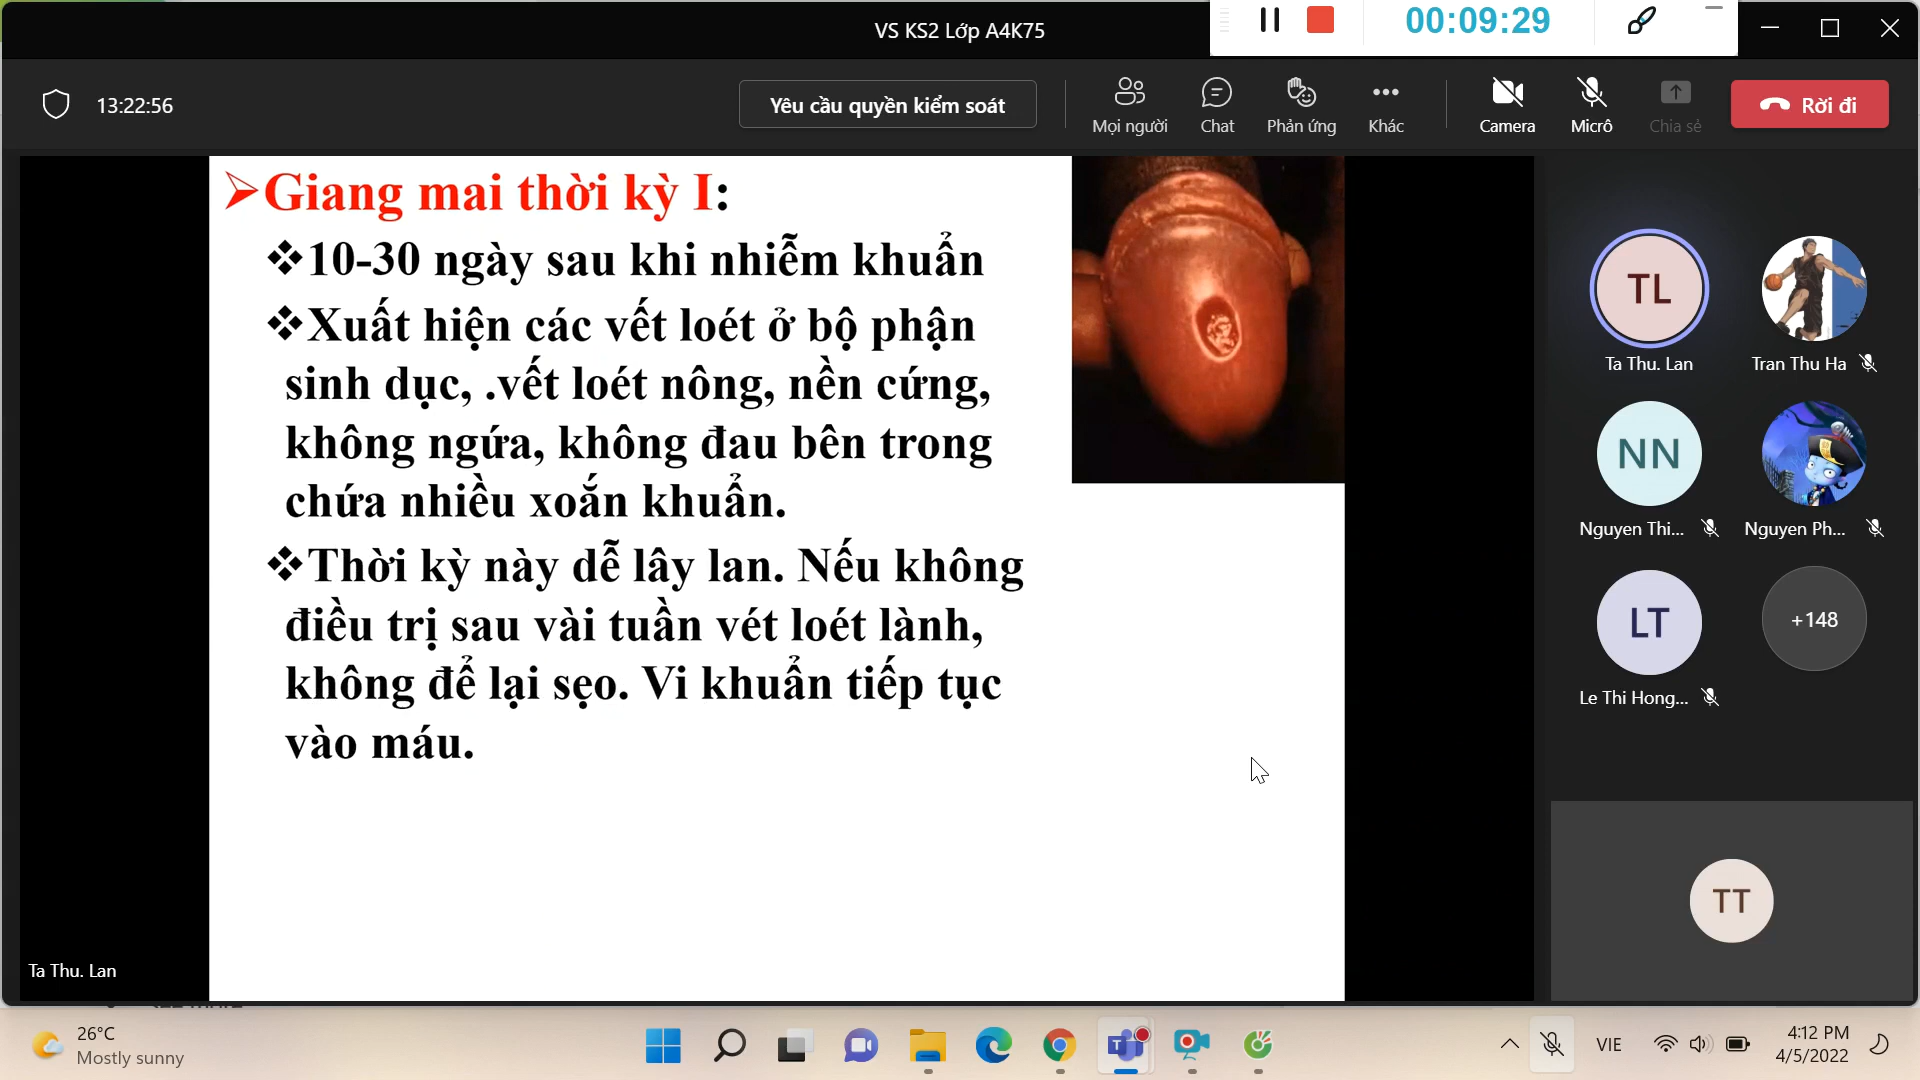 VS KS2 Lớp A4K75
00:09:29
13:22:56
Yêu cầu quyền kiểm soát
Mọi người
Chat
Phản ứng
Khác
Camera
Micrô
Chia sẻ
Rời đi
➢Giang mai thời kỳ I:
❖10-30 ngày sau khi nhiễm khuẩn
❖Xuất hiện các vết loét ở bộ phận
sinh dục, .vết loét nông, nền cứng,
không ngứa, không đau bên trong
chứa nhiều xoắn khuẩn.
❖Thời kỳ này dễ lây lan. Nếu không
điều trị sau vài tuần vét loét lành,
không để lại sẹo. Vi khuẩn tiếp tục
vào máu.
Ta Thu. Lan
TL
Ta Thu. Lan
Tran Thu Ha
NN
Nguyen Thi...
Nguyen Ph...
LT
Le Thi Hong...
+148
TT
26°C
Mostly sunny
VIE
4:12 PM
4/5/2022